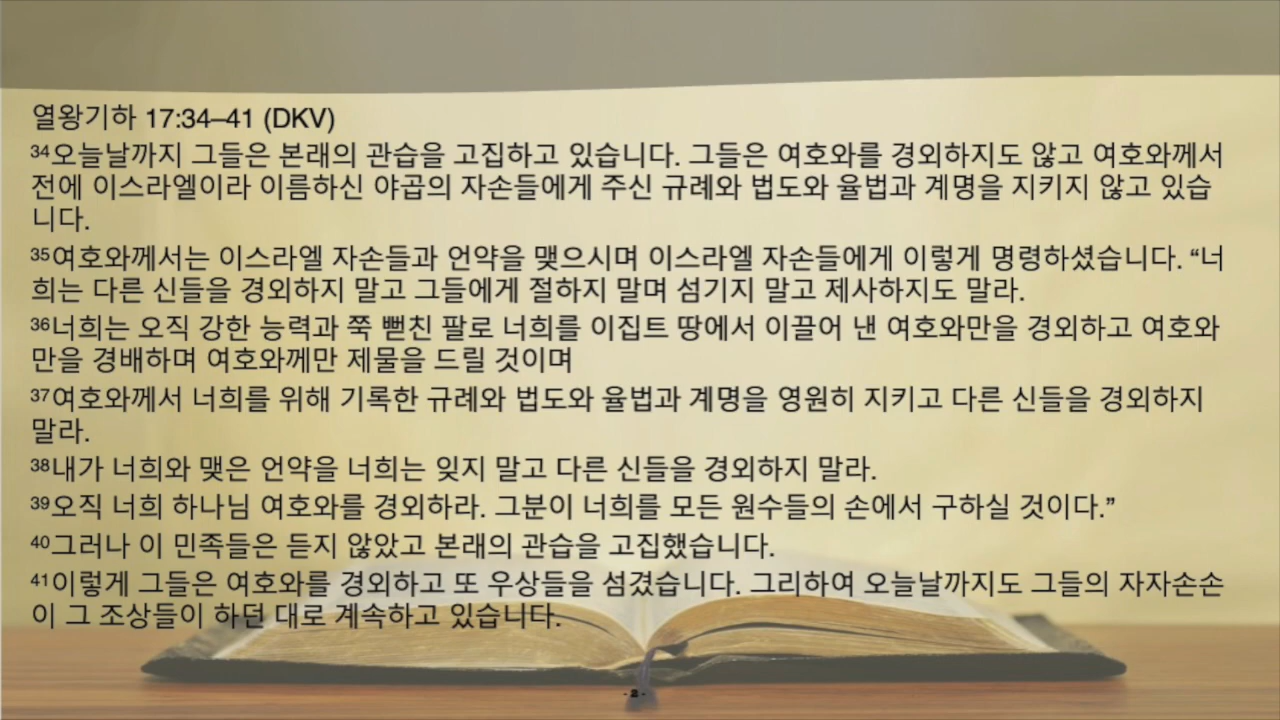 열왕기하 17:34–41 (DKV)
34오늘날까지 그들은 본래의 관습을 고집하고 있습니다. 그들은 여호와를 경외하지도 않고 여호와께서
전에 이스라엘이라 이름하신 야곱의 자손들에게 주신 규례와 법도와 율법과 계명을 지키지 않고 있습
니다.
35여호와께서는 이스라엘 자손들과 언약을 맺으시며 이스라엘 자손들에게 이렇게 명령하셨습니다. “너
희는 다른 신들을 경외하지 말고 그들에게 절하지 말며 섬기지 말고 제사하지도 말라.
36너희는 오직 강한 능력과 쭉 뻗친 팔로 너희를 이집트 땅에서 이끌어 낸 여호와만을 경외하고 여호와
만을 경배하며 여호와께만 제물을 드릴 것이며
37여호와께서 너희를 위해 기록한 규례와 법도와 율법과 계명을 영원히 지키고 다른 신들을 경외하지
말라.
38내가 너희와 맺은 언약을 너희는 잊지 말고 다른 신들을 경외하지 말라.
39오직 너희 하나님 여호와를 경외하라. 그분이 너희를 모든 원수들의 손에서 구하실 것이다.”
40그러나 이 민족들은 듣지 않았고 본래의 관습을 고집했습니다.
41이렇게 그들은 여호와를 경외하고 또 우상들을 섬겼습니다. 그리하여 오늘날까지도 그들의 자자손손
이 그 조상들이 하던 대로 계속하고 있습니다.
- 2 -